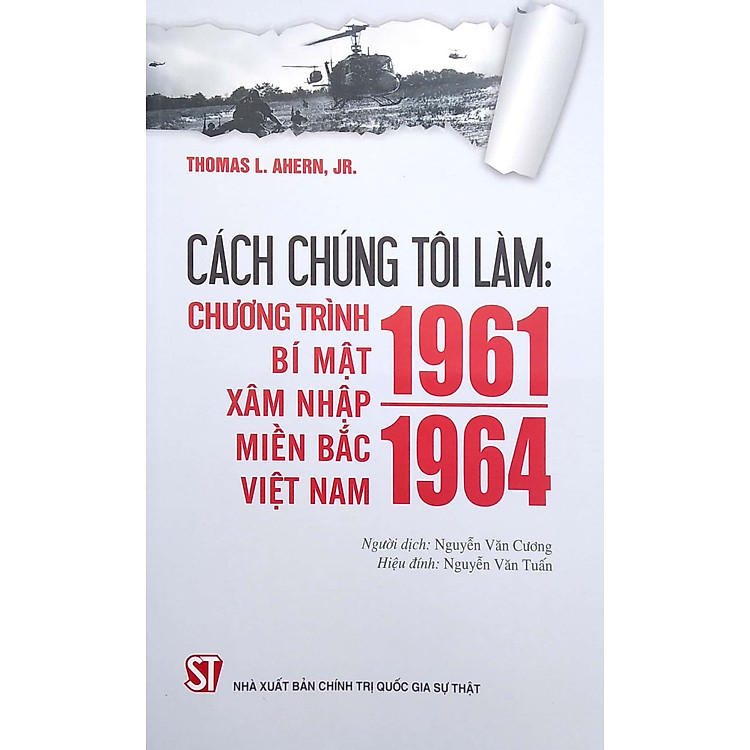 THOMAS L. AHERN, JR.
CÁCH CHÚNG TÔI LÀM:
CHƯƠNG TRÌNH
BÍ MẬT
XÂM NHẬP
MIỀN BẮC
VIỆT NAM
1961
1964
Người dịch: Nguyễn Văn Cương
Hiệu đính: Nguyễn Văn Tuấn
ST
NHÀ XUẤT BẢN CHÍNH TRỊ QUỐC GIA SỰ THẬT